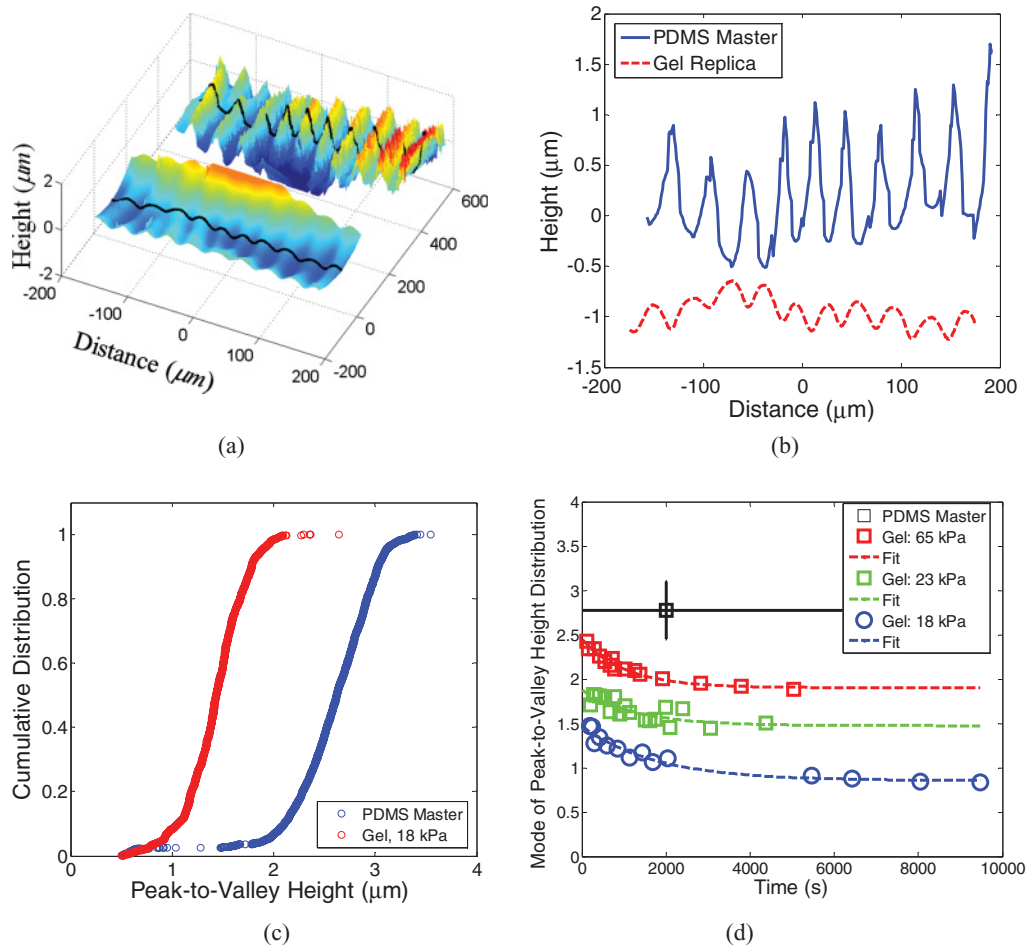 2
0
-2
Height (μm)
-200
-100
0
100
200
Distance (μm)
-200
0
200
400
600
(a)
2
1.5
1
0.5
0
-0.5
-1
-1.5
Height (μm)
PDMS Master
Gel Replica
-200
-100
0
100
200
Distance (μm)
(b)
1
0.8
0.6
0.4
0.2
0
Cumulative Distribution
PDMS Master
Gel, 18 kPa
0
1
2
3
4
Peak-to-Valley Height (μm)
(c)
4
3.5
3
2.5
2
1.5
1
0.5
0
Mode of Peak-to-Valley Height Distribution
PDMS Master
Gel: 65 kPa
Fit
Gel: 23 kPa
Fit
Gel: 18 kPa
Fit
0
2000
4000
6000
8000
10000
Time (s)
(d)